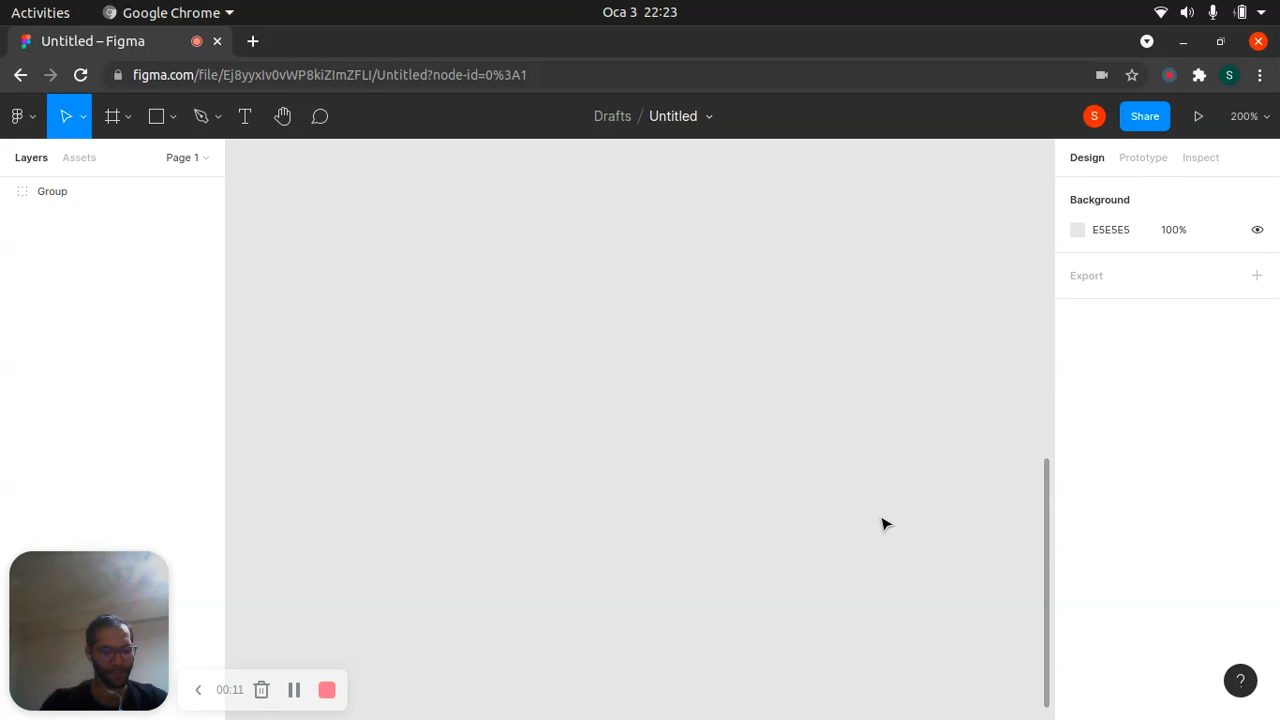 Activities
Google Chrome
Oca 3 22:23
Untitled – Figma
figma.com/file/Ej8yyxIv0vWP8kiZImZFLI/Untitled?node-id=0%3A1
S
Drafts / Untitled
S
Share
200%
Layers
Assets
Page 1
Design
Prototype
Inspect
Group
Background
E5E5E5
100%
Export
00:11
?